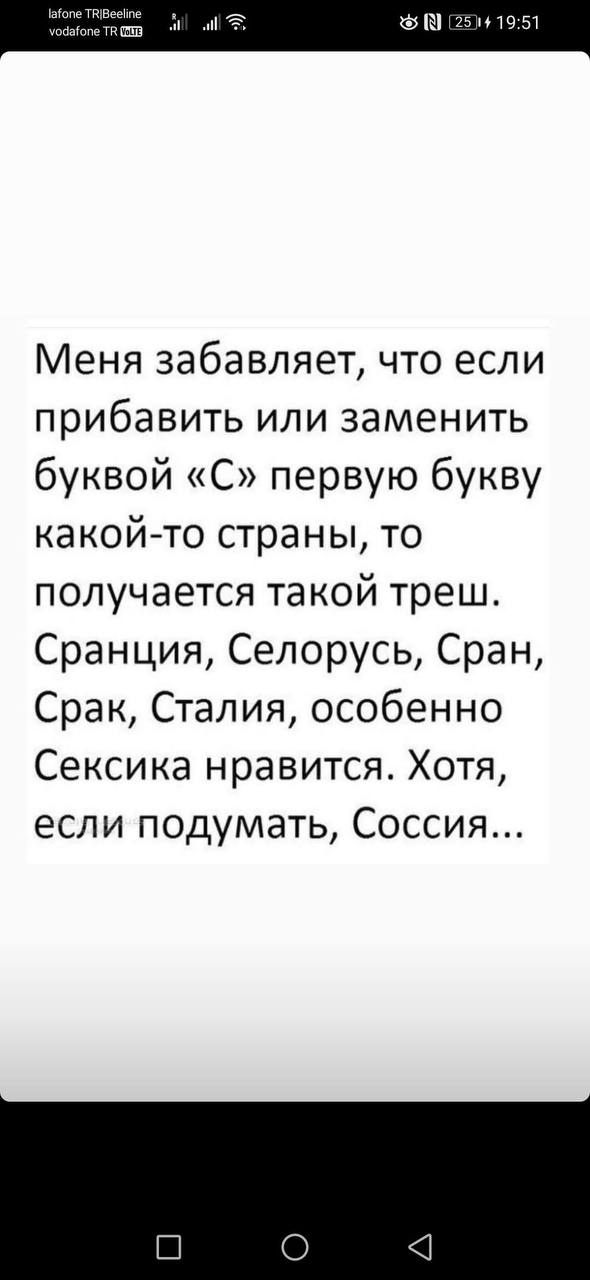 lafone TR|Beeline
vodafone TR VoLTE
R
25
19:51
Меня забавляет, что если
прибавить или заменить
буквой «С» первую букву
какой-то страны, то
получается такой треш.
Сранция, Селорусь, Сран,
Срак, Сталия, особенно
Сексика нравится. Хотя,
если подумать, Соссия...